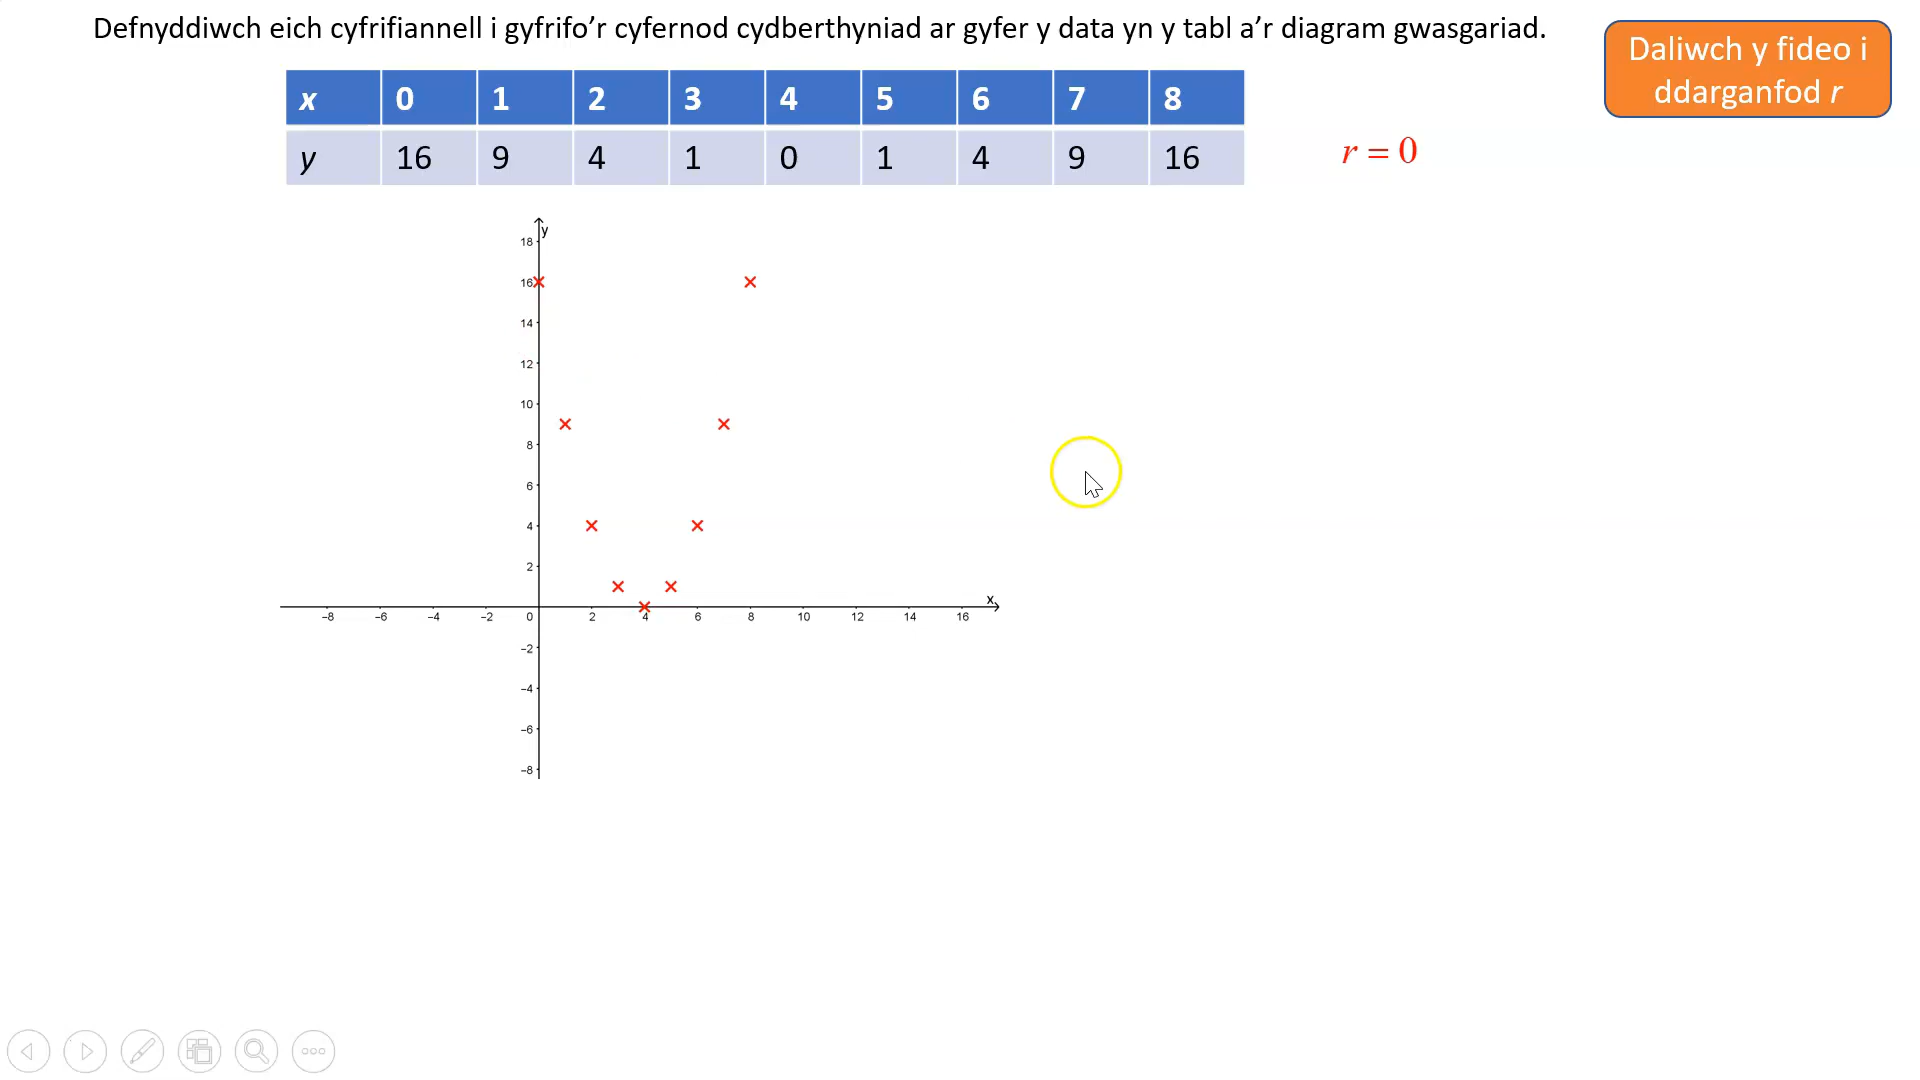 Defnyddiwch eich cyfrifiannell i gyfrifo’r cyfernod cydberthyniad ar gyfer y data yn y tabl a’r diagram gwasgariad.
Daliwch y fideo i
ddarganfod r
x 0 1 2 3 4 5 6 7 8
y 16 9 4 1 0 1 4 9 16
r = 0
y
18
16
14
12
10
8
6
4
2
x
−8 −6 −4 −2 0 2 4 6 8 10 12 14 16
−2
−4
−6
−8